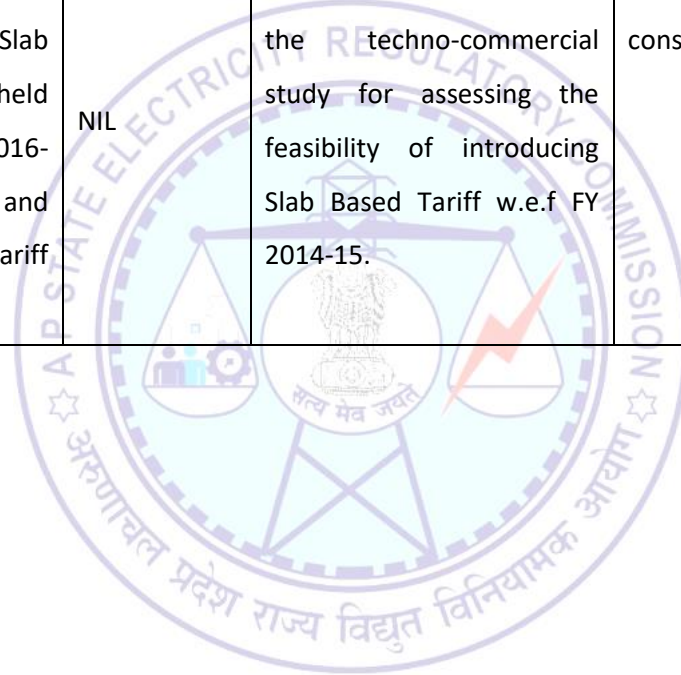 Slab
held
016-
and
ariff
NIL
the techno-commercial
study for assessing the
feasibility of introducing
Slab Based Tariff w.e.f FY
2014-15.
cons
A P STATE ELECTRICITY REGULATORY COMMISSION
सत्य मेव जयते
अरुणाचल प्रदेश राज्य विद्युत विनियामक आयोग